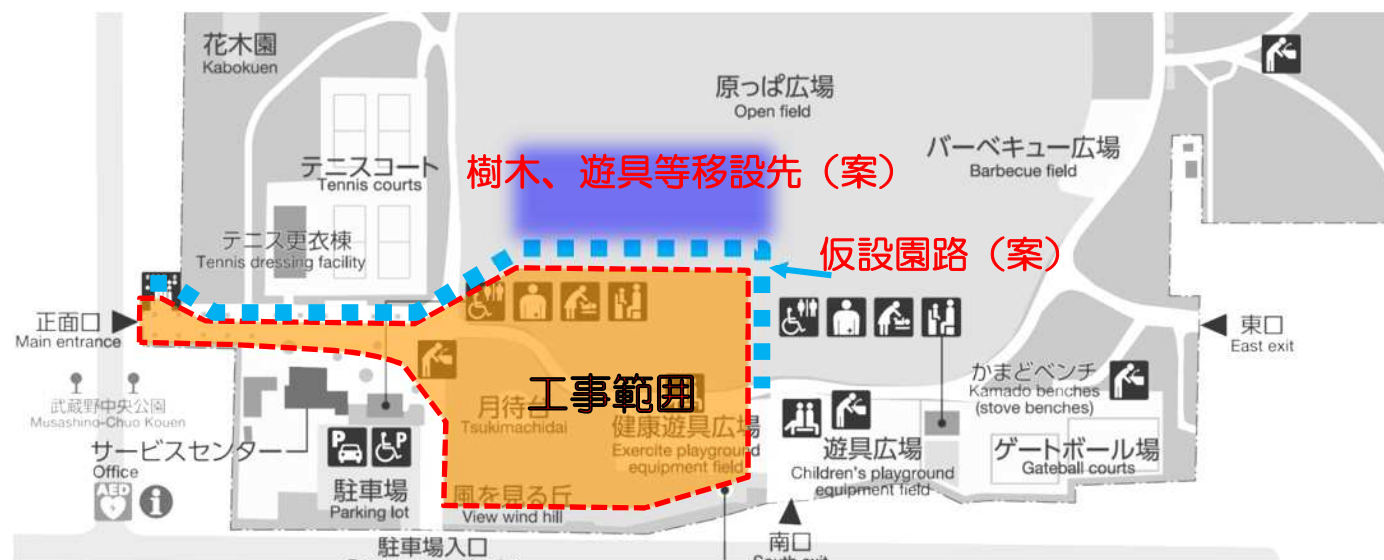 花木園
Kabokuen
原っぱ広場
Open field
バーベキュー広場
Barbecue field
テニスコート
Tennis courts
樹木、遊具等移設先（案）
テニス更衣棟
Tennis dressing facility
仮設園路（案）
正面口
Main entrance
東口
East exit
武蔵野中央公園
Musashino-Chuo Kouen
工事範囲
月待台
Tsukimachidai
健康遊具広場
Exercite playground
equipment field
かまどベンチ
Kamado benches
(stove benches)
サービスセンター
Office
AED
P
P
駐車場
Parking lot
風を見る丘
View wind hill
遊具広場
Children's playground
equipment field
ゲートボール場
Gateball courts
駐車場入口
南口
South exit